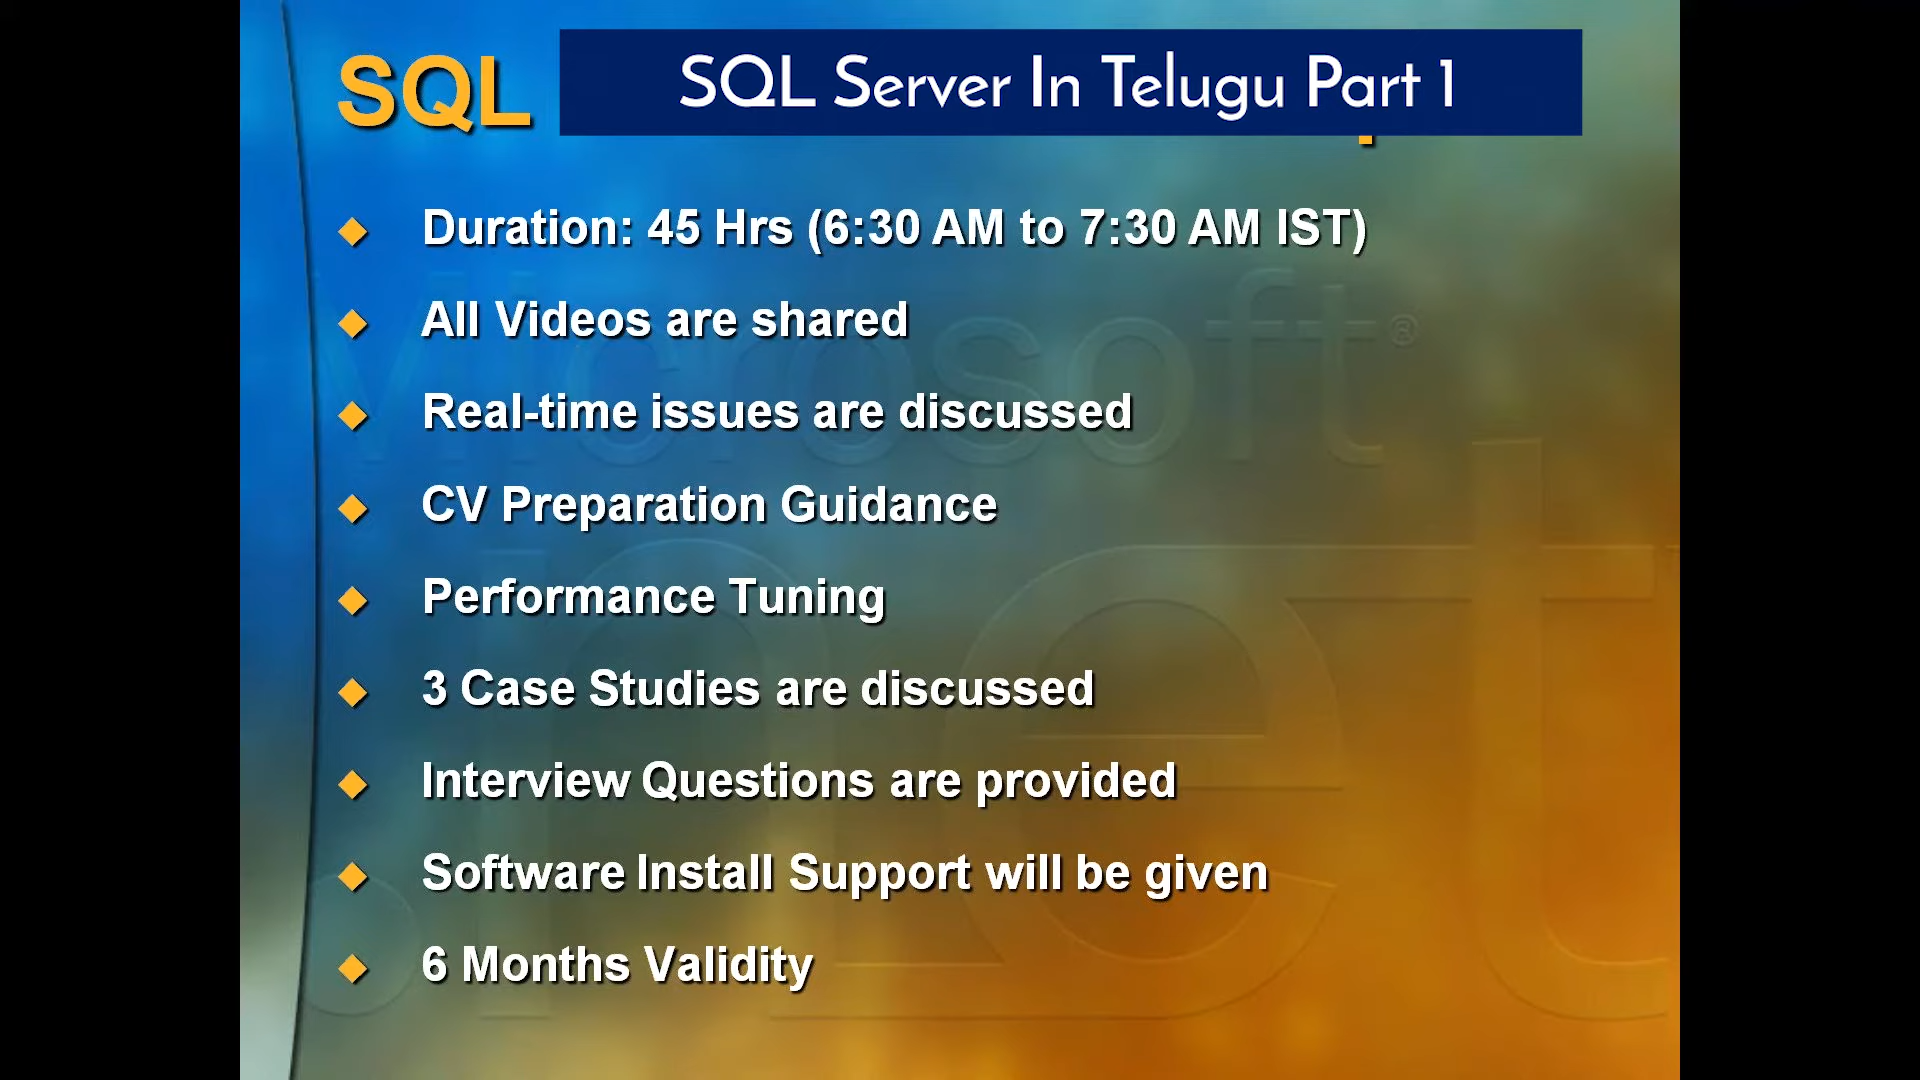 SQL
SQL Server In Telugu Part 1
Duration: 45 Hrs (6:30 AM to 7:30 AM IST)
All Videos are shared
Real-time issues are discussed
CV Preparation Guidance
Performance Tuning
3 Case Studies are discussed
Interview Questions are provided
Software Install Support will be given
6 Months Validity
Microsoft®
.net